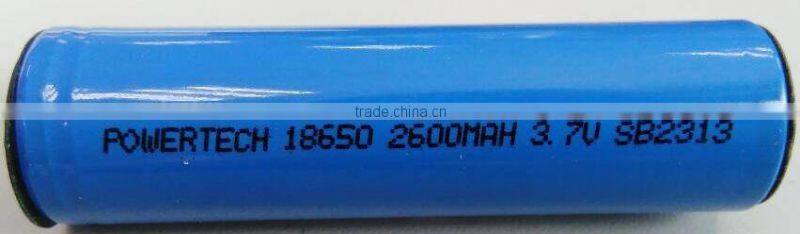 trade.china.cn
POWERTECH 18650 2600MAH 3.7V SB2313